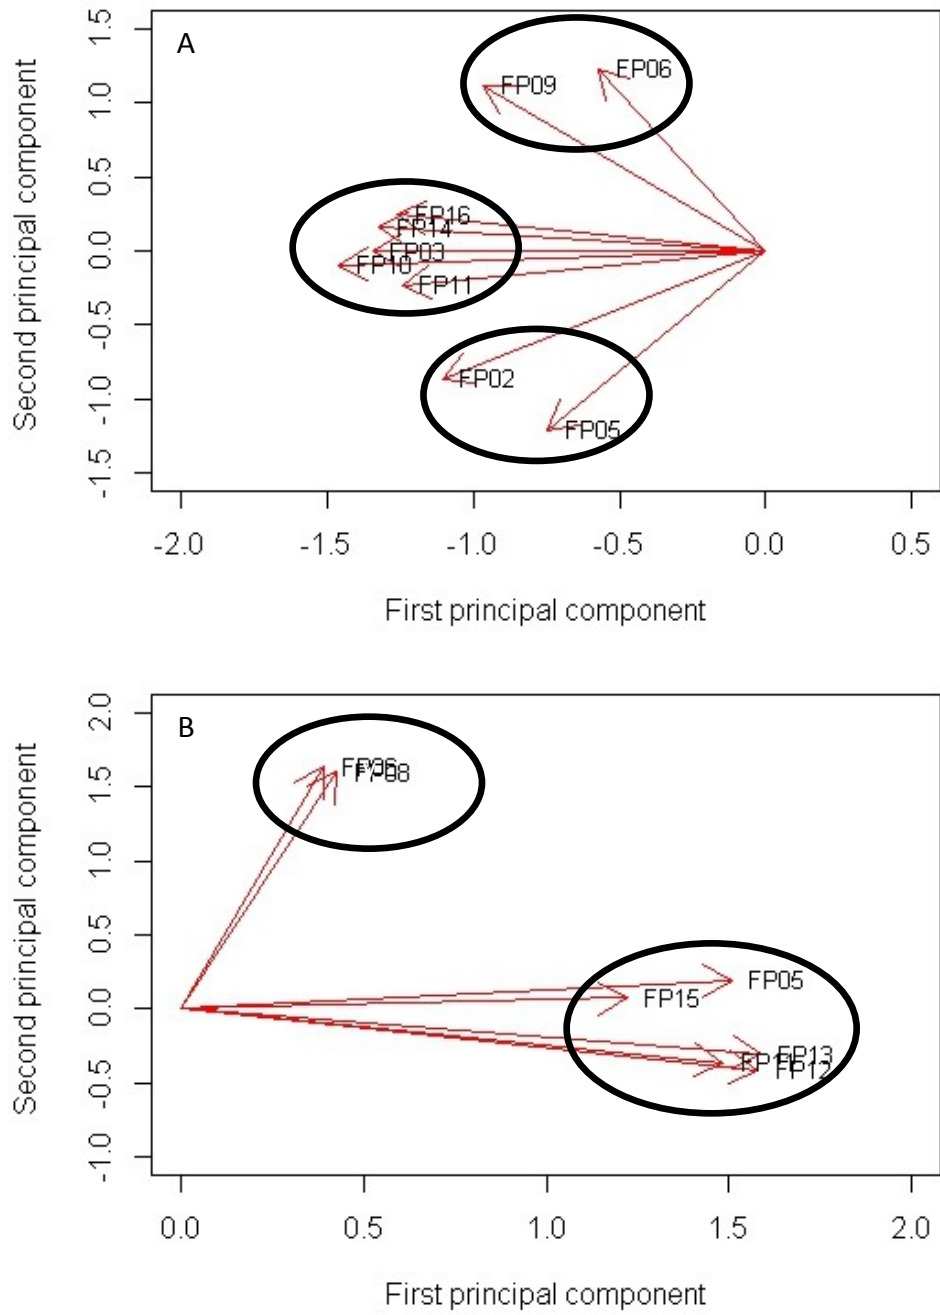 A
Second principal component
1.5
1.0
0.5
0.0
-0.5
-1.0
-1.5
FP09
FP06
FP16
FP14
FP03
FP10
FP11
FP02
FP05
-2.0 -1.5 -1.0 -0.5 0.0 0.5
First principal component
B
Second principal component
2.0
1.5
1.0
0.5
0.0
-0.5
-1.0
FP05
FP15
FP13
FP12
0.0 0.5 1.0 1.5 2.0
First principal component